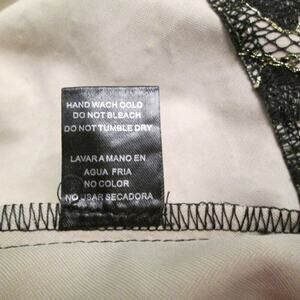 HAND WACH COLD
DO NOT BLEACH
DO NOT TUMBLE DRY
LAVAR A MANO EN
AGUA FRIA
NO COLOR
NO USAR SECADORA